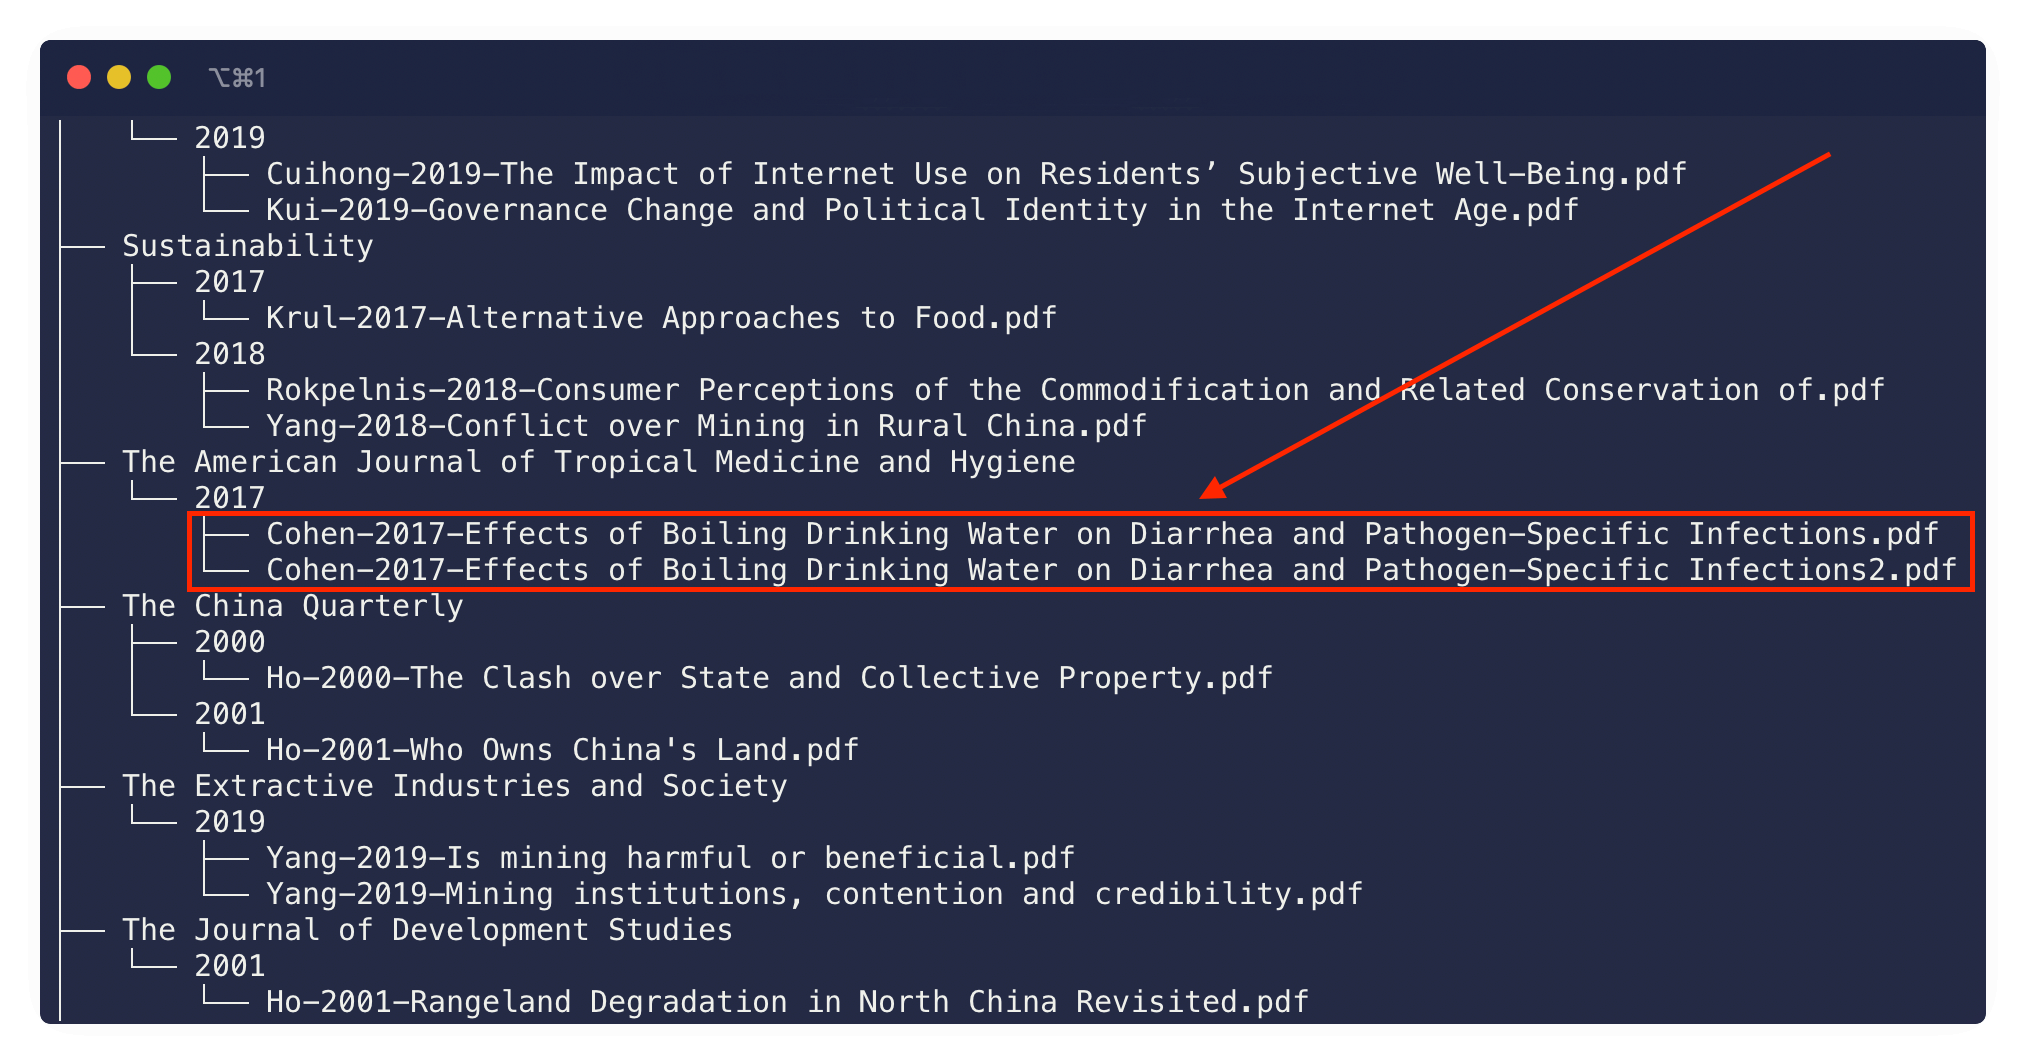 ⌥⌘1
└── 2019
├── Cuihong-2019-The Impact of Internet Use on Residents’ Subjective Well-Being.pdf
└── Kui-2019-Governance Change and Political Identity in the Internet Age.pdf
├── Sustainability
├── 2017
└── Krul-2017-Alternative Approaches to Food.pdf
└── 2018
├── Rokpelnis-2018-Consumer Perceptions of the Commodification and Related Conservation of.pdf
└── Yang-2018-Conflict over Mining in Rural China.pdf
├── The American Journal of Tropical Medicine and Hygiene
└── 2017
├── Cohen-2017-Effects of Boiling Drinking Water on Diarrhea and Pathogen-Specific Infections.pdf
└── Cohen-2017-Effects of Boiling Drinking Water on Diarrhea and Pathogen-Specific Infections2.pdf
├── The China Quarterly
├── 2000
└── Ho-2000-The Clash over State and Collective Property.pdf
└── 2001
└── Ho-2001-Who Owns China's Land.pdf
├── The Extractive Industries and Society
└── 2019
├── Yang-2019-Is mining harmful or beneficial.pdf
└── Yang-2019-Mining institutions, contention and credibility.pdf
├── The Journal of Development Studies
└── 2001
└── Ho-2001-Rangeland Degradation in North China Revisited.pdf